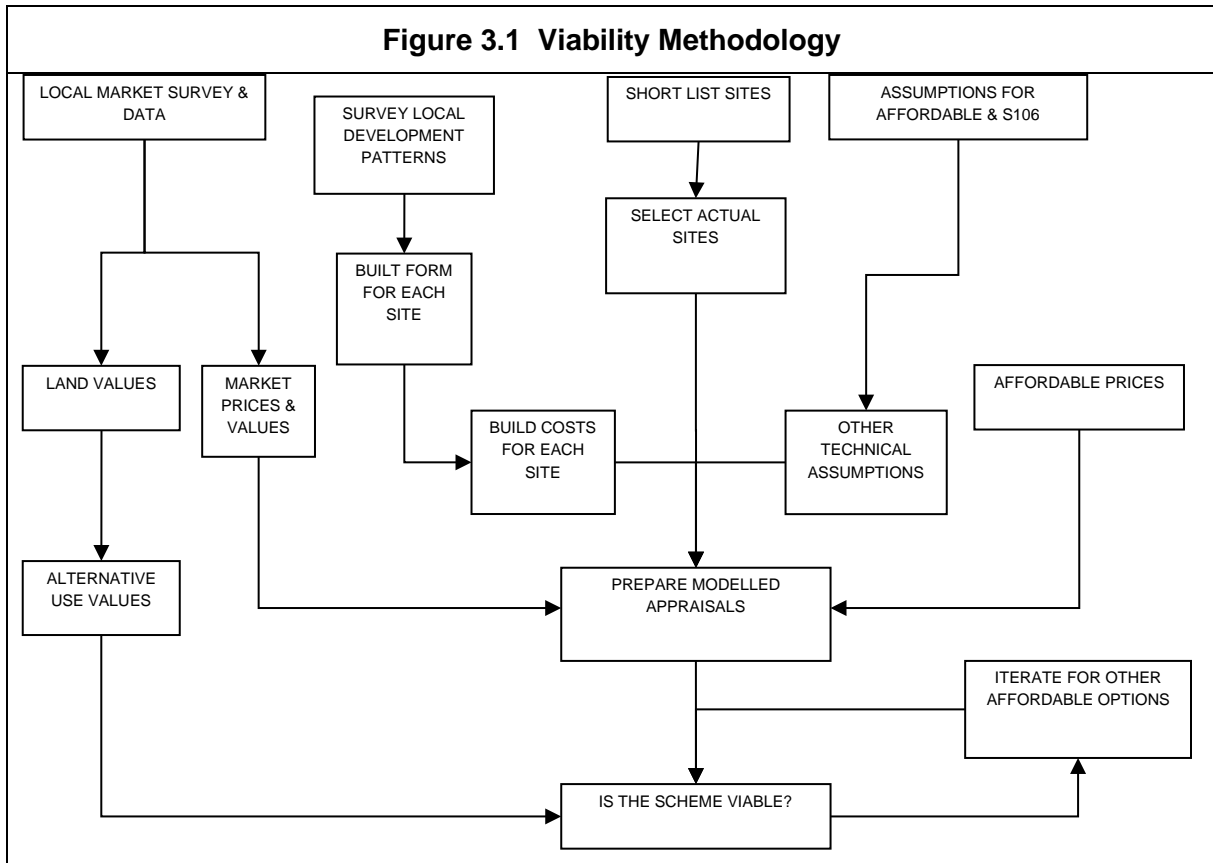 Figure 3.1 Viability Methodology
LOCAL MARKET SURVEY &
DATA
SURVEY LOCAL
DEVELOPMENT
PATTERNS
SHORT LIST SITES
ASSUMPTIONS FOR
AFFORDABLE & S106
SELECT ACTUAL
SITES
BUILT FORM
FOR EACH
SITE
LAND VALUES
MARKET
PRICES &
VALUES
AFFORDABLE PRICES
BUILD COSTS
FOR EACH
SITE
OTHER
TECHNICAL
ASSUMPTIONS
ALTERNATIVE
USE VALUES
PREPARE MODELLED
APPRAISALS
ITERATE FOR OTHER
AFFORDABLE OPTIONS
IS THE SCHEME VIABLE?